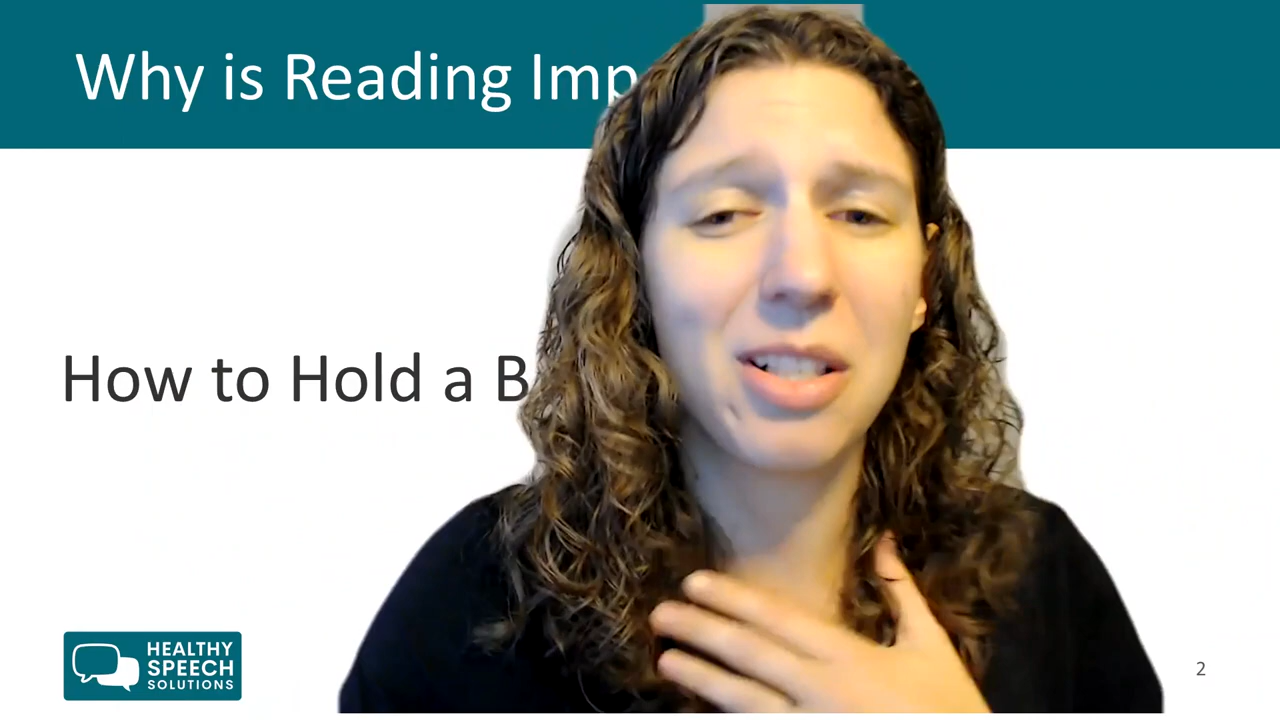 Why is Reading Imp
How to Hold a B
HEALTHY
SPEECH
SOLUTIONS
2